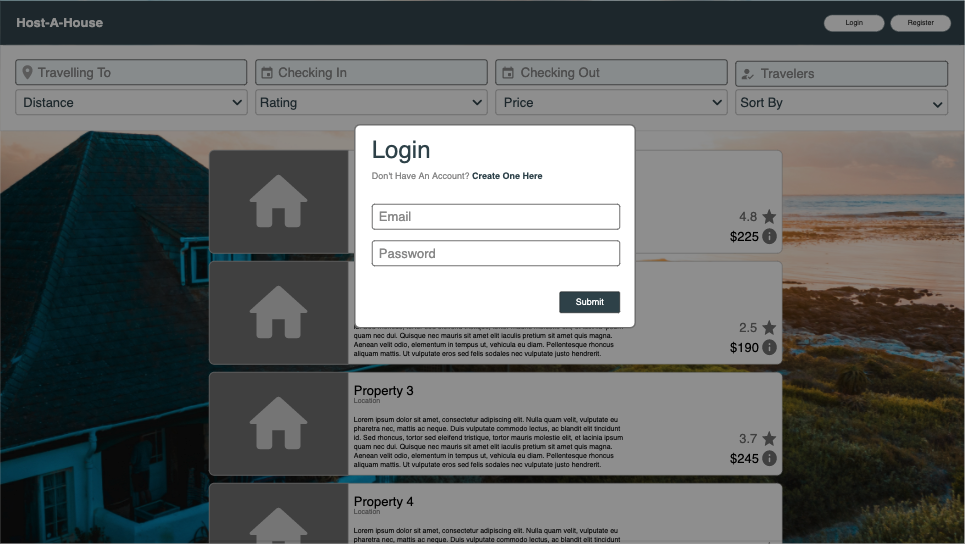 Host-A-House
Login
Register
Travelling To
Checking In
Checking Out
Travelers
Distance
Rating
Price
Sort By
Login
Don't Have An Account? Create One Here
Email
Password
Submit
4.8
$225
quam nec dui. Quisque nec mauris sit amet elit iaculis pretium sit amet quis magna.
Aenean velit odio, elementum in tempus ut, vehicula eu diam. Pellentesque rhoncus
aliquam mattis. Ut vulputate eros sed felis sodales nec vulputate justo hendrerit.
2.5
$190
Property 3
Location
Lorem ipsum dolor sit amet, consectetur adipiscing elit. Nulla quam velit, vulputate eu
pharetra nec, mattis ac neque. Duis vulputate commodo lectus, ac blandit elit tincidunt
id. Sed rhoncus, tortor sed eleifend tristique, tortor mauris molestie elit, et lacinia ipsum
quam nec dui. Quisque nec mauris sit amet elit iaculis pretium sit amet quis magna.
Aenean velit odio, elementum in tempus ut, vehicula eu diam. Pellentesque rhoncus
aliquam mattis. Ut vulputate eros sed felis sodales nec vulputate justo hendrerit.
3.7
$245
Property 4
Location
Lorem ipsum dolor sit amet, consectetur adipiscing elit. Nulla quam velit, vulputate eu
pharetra nec, mattis ac neque. Duis vulputate commodo lectus, ac blandit elit tincidunt